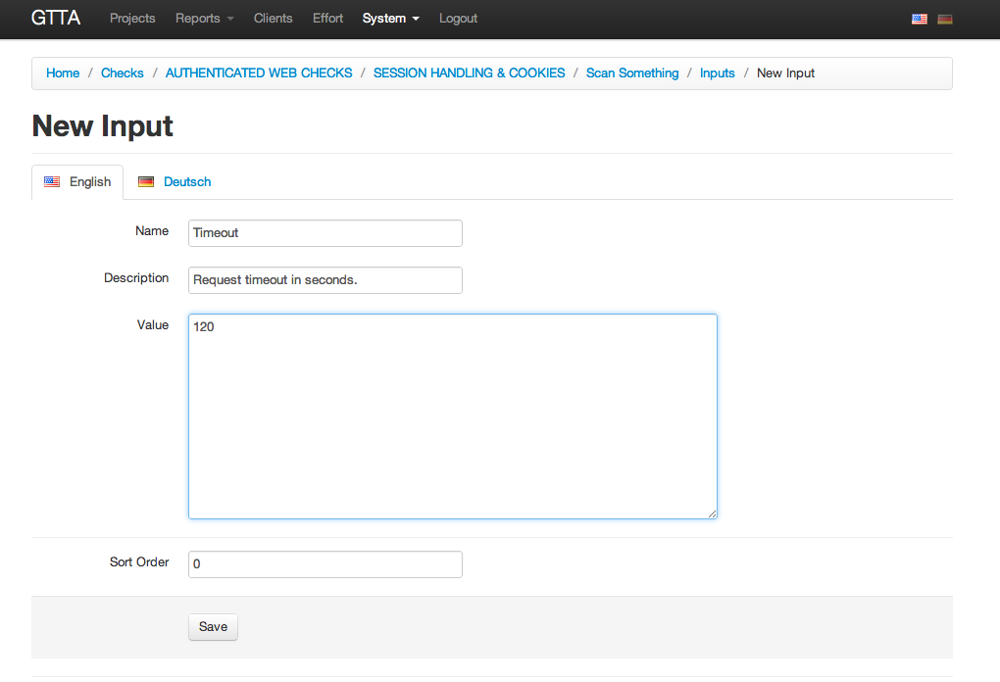 GTTA Projects Reports Clients Effort System Logout
Home / Checks / AUTHENTICATED WEB CHECKS / SESSION HANDLING & COOKIES / Scan Something / Inputs / New Input
New Input
English Deutsch
Name Timeout
Description Request timeout in seconds.
Value 120
Sort Order 0
Save